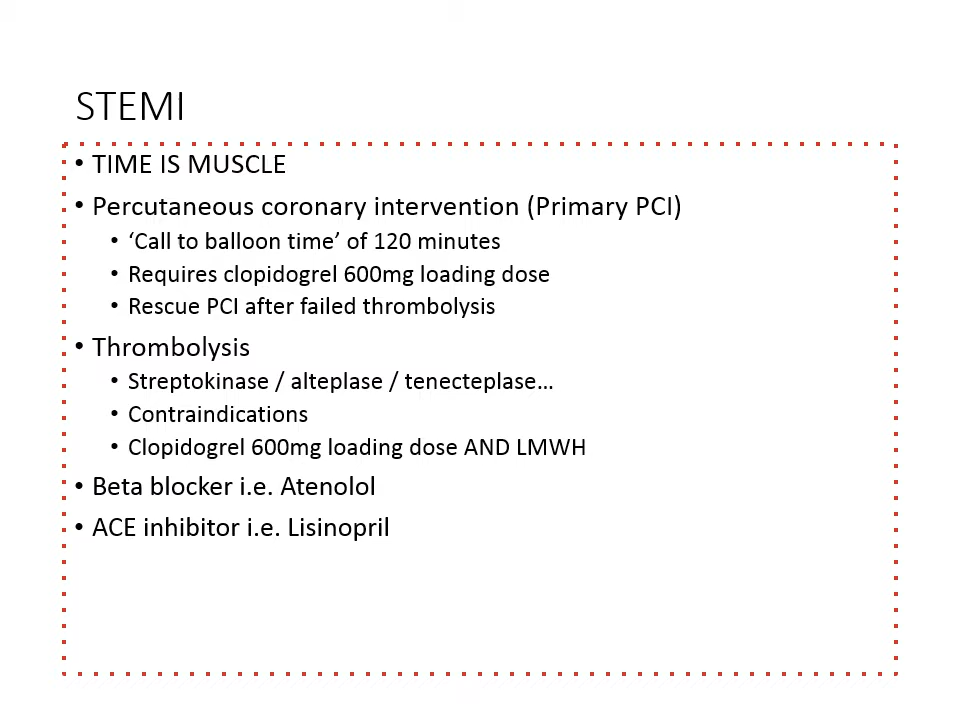 STEMI
• TIME IS MUSCLE
• Percutaneous coronary intervention (Primary PCI)
• ‘Call to balloon time’ of 120 minutes
• Requires clopidogrel 600mg loading dose
• Rescue PCI after failed thrombolysis
• Thrombolysis
• Streptokinase / alteplase / tenecteplase…
• Contraindications
• Clopidogrel 600mg loading dose AND LMWH
• Beta blocker i.e. Atenolol
• ACE inhibitor i.e. Lisinopril